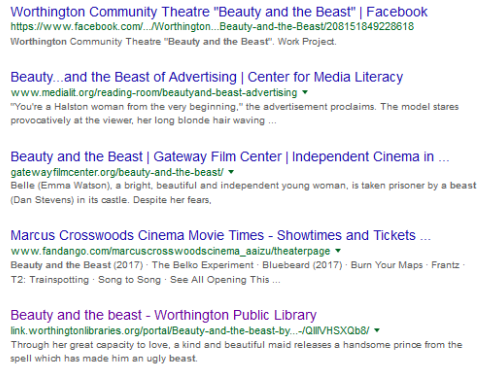 Worthington Community Theatre "Beauty and the Beast" | Facebook
https://www.facebook.com/.../Worthington...Beauty-and-the-Beast/208151849228618
Worthington Community Theatre "Beauty and the Beast". Work Project.
Beauty...and the Beast of Advertising | Center for Media Literacy
www.medialit.org/reading-room/beautyand-beast-advertising
"You're a Halston woman from the very beginning," the advertisement proclaims. The model stares
provocatively at the viewer, her long blonde hair waving ...
Beauty and the Beast | Gateway Film Center | Independent Cinema in ...
gatewayfilmcenter.org/beauty-and-the-beast/
Belle (Emma Watson), a bright, beautiful and independent young woman, is taken prisoner by a beast
(Dan Stevens) in its castle. Despite her fears,
Marcus Crosswoods Cinema Movie Times - Showtimes and Tickets ...
www.fandango.com/marcuscrosswoodscinema_aaizu/theaterpage
Beauty and the Beast (2017) · The Belko Experiment · Bluebeard (2017) · Burn Your Maps · Frantz ·
T2: Trainspotting · Song to Song · See All Opening This ...
Beauty and the beast - Worthington Public Library
link.worthingtonlibraries.org/portal/Beauty-and-the-beast-by...-/QIllVHSXQb8/
Through her great capacity to love, a kind and beautiful maid releases a handsome prince from the
spell which has made him an ugly beast.